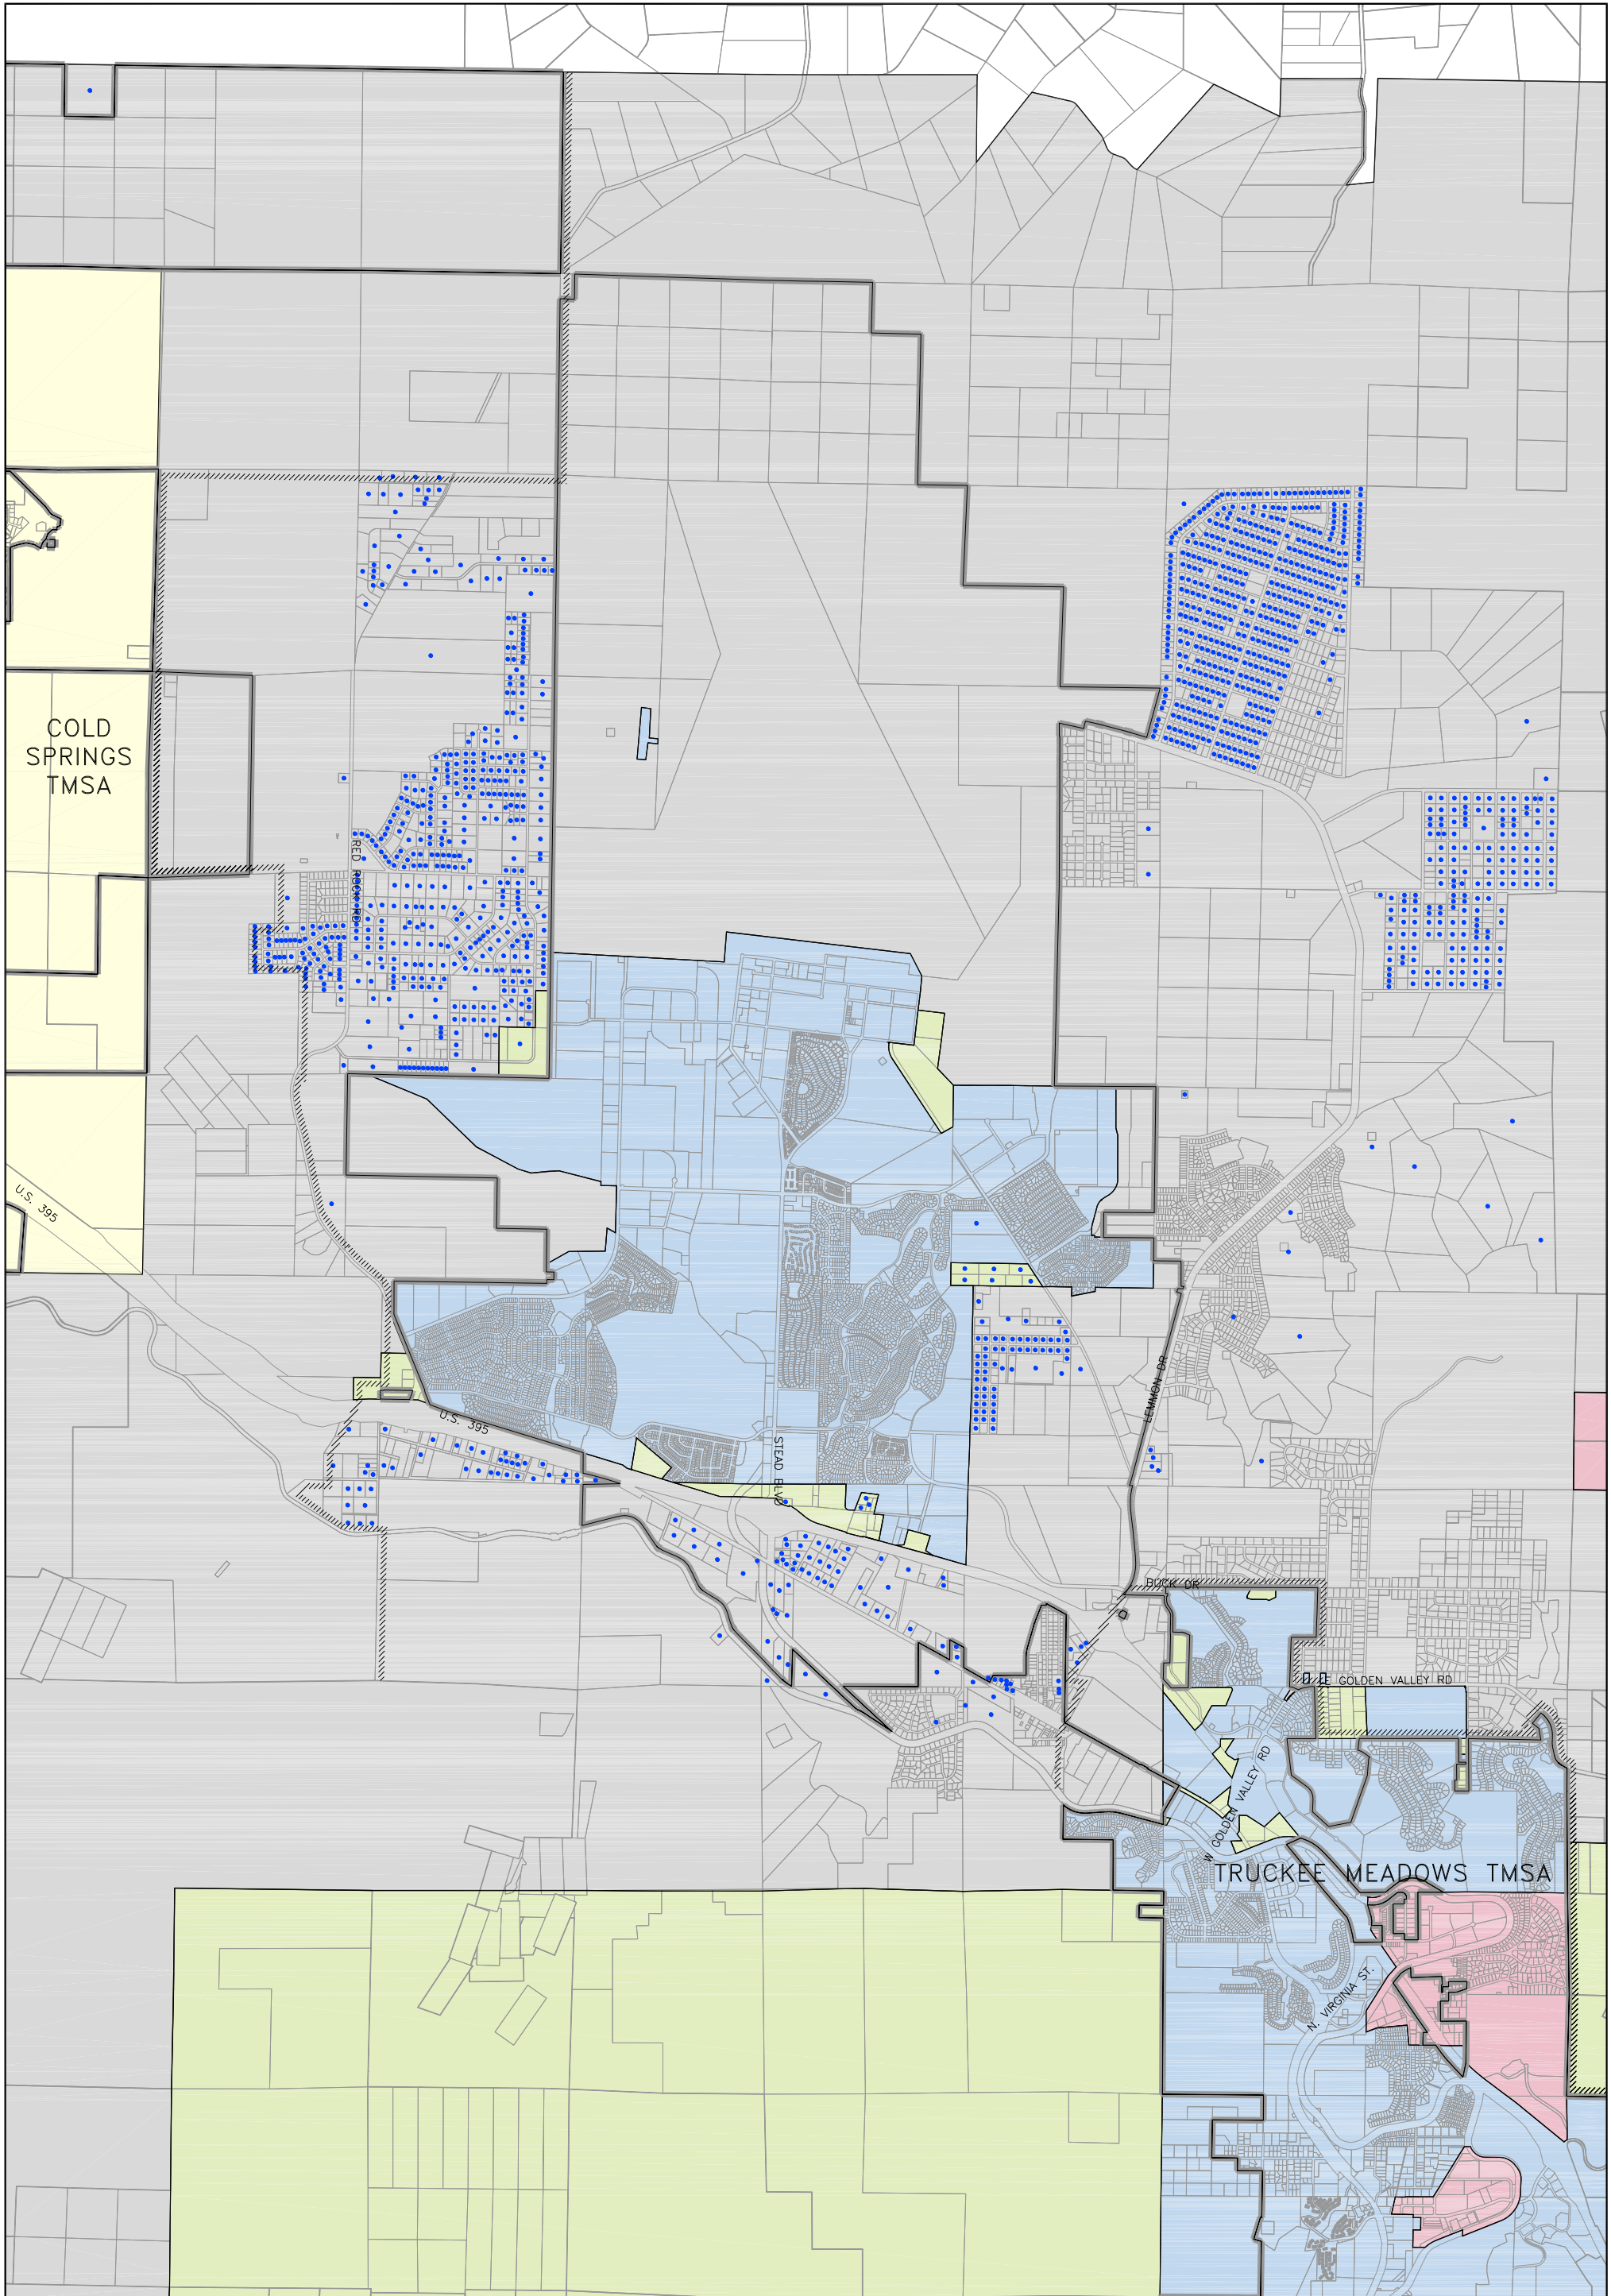 COLD
SPRINGS
TMSA
RED ROCK RD
U.S. 395
LEMMON DR
U.S. 395
STEAD BLVD
BUCK DR
E GOLDEN VALLEY RD
W GOLDEN VALLEY RD
TRUCKEE MEADOWS TMSA
N. VIRGINIA ST.